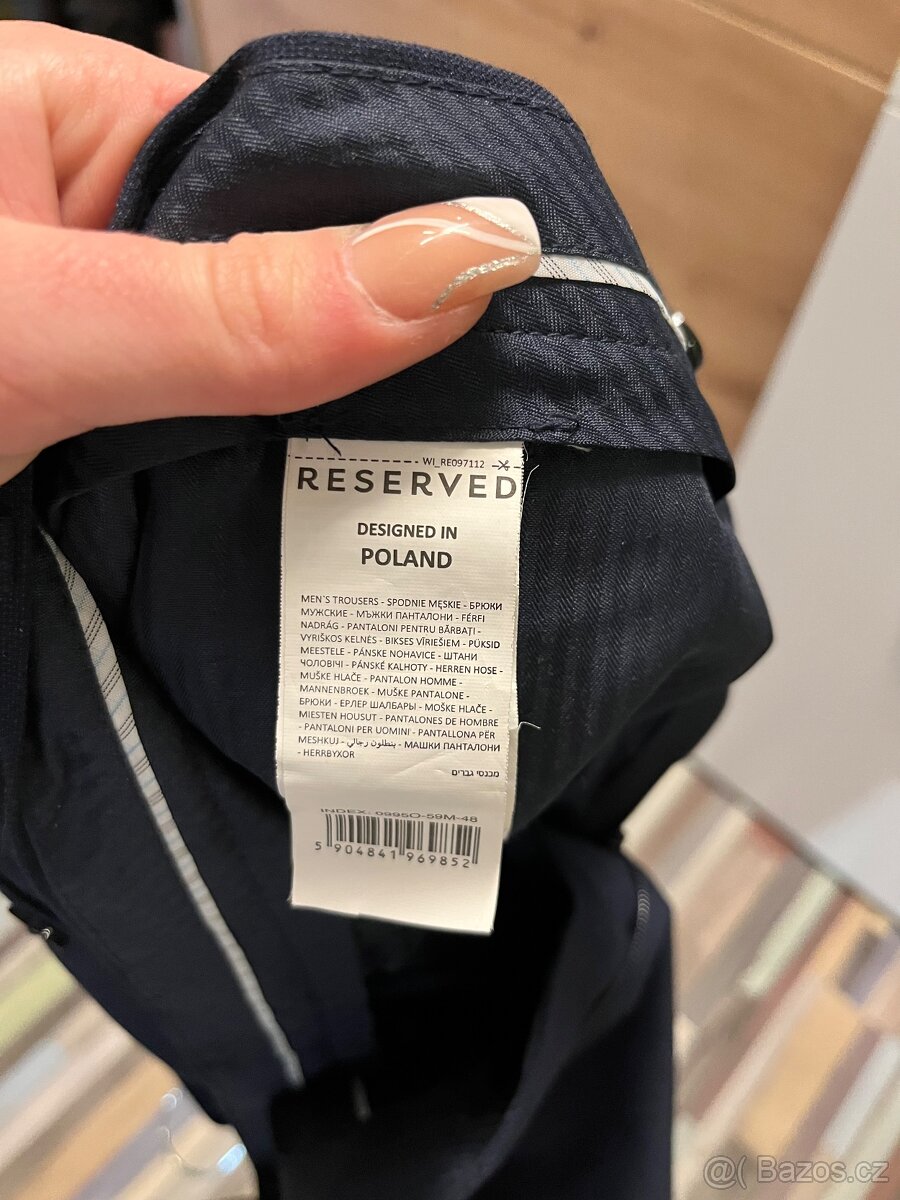 WI_RE097112
RESERVED
DESIGNED IN
POLAND
MEN`S TROUSERS - SPODNIE MĘSKIE - БРЮКИ
МУЖСКИЕ - МЪЖКИ ПАНТАЛОНИ - FÉRFI
NADRÁG - PANTALONI PENTRU BĂRBAȚI -
VYRIŠKOS KELNĖS - BIKSES VĪRIEŠIEM - PÜKSID
MEESTELE - PÁNSKE NOHAVICE - ШТАНИ
ЧОЛОВІЧІ - PÁNSKÉ KALHOTY - HERREN HOSE -
MUŠKE HLAČE - PANTALON HOMME -
MANNENBROEK - MUŠKE PANTALONE -
БРЮКИ - ЕРЛЕР ШАЛБАРЫ - MOŠKE HLAČE -
MIESTEN HOUSUT - PANTALONES DE HOMBRE
- PANTALONI PER UOMINI - PANTALLONA PËR
MESHKUJ - بنطلون رجالي - МАШКИ ПАНТАЛОНИ
- HERRBYXOR
מכנסי גברים
INDEX: 0995O-59M-48
5 904841 969852
@( Bazos.cz